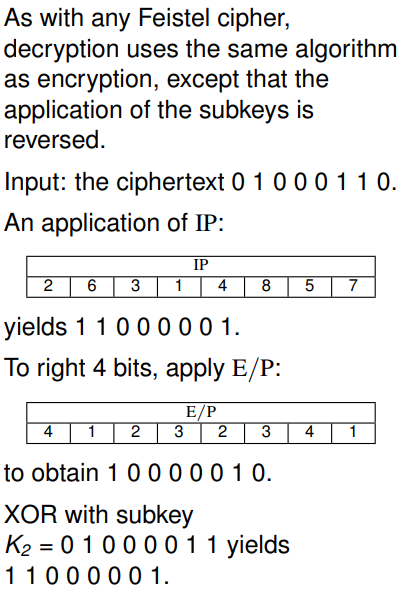 As with any Feistel cipher,
decryption uses the same algorithm
as encryption, except that the
application of the subkeys is
reversed.
Input: the ciphertext 0 1 0 0 0 1 1 0.
An application of IP:
IP
2 6 3 1 4 8 5 7
yields 1 1 0 0 0 0 0 1.
To right 4 bits, apply E/P:
E/P
4 1 2 3 2 3 4 1
to obtain 1 0 0 0 0 0 1 0.
XOR with subkey
K2 = 0 1 0 0 0 0 1 1 yields
1 1 0 0 0 0 0 1.